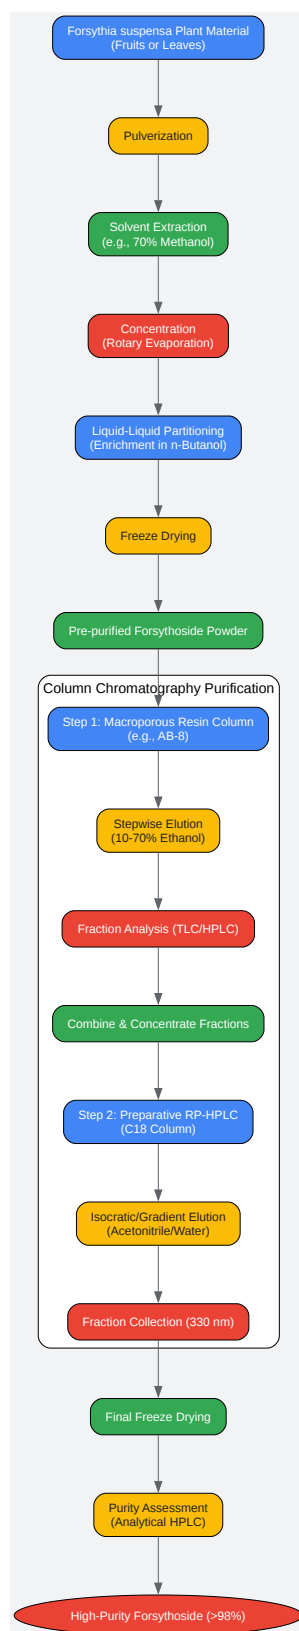 Forsythia suspensa Plant Material
(Fruits or Leaves)
Pulverization
Solvent Extraction
(e.g., 70% Methanol)
Concentration
(Rotary Evaporation)
Liquid-Liquid Partitioning
(Enrichment in n-Butanol)
Freeze Drying
Pre-purified Forsythoside Powder
Column Chromatography Purification
Step 1: Macroporous Resin Column
(e.g., AB-8)
Stepwise Elution
(10-70% Ethanol)
Fraction Analysis (TLC/HPLC)
Combine & Concentrate Fractions
Step 2: Preparative RP-HPLC
(C18 Column)
Isocratic/Gradient Elution
(Acetonitrile/Water)
Fraction Collection (330 nm)
Final Freeze Drying
Purity Assessment
(Analytical HPLC)
High-Purity Forsythoside (>98%)